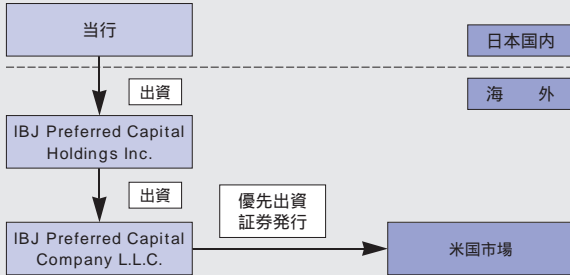 当行
日本国内
出資
海　外
IBJ Preferred Capital
Holdings Inc.
出資
優先出資
証券発行
IBJ Preferred Capital
Company L.L.C.
米国市場